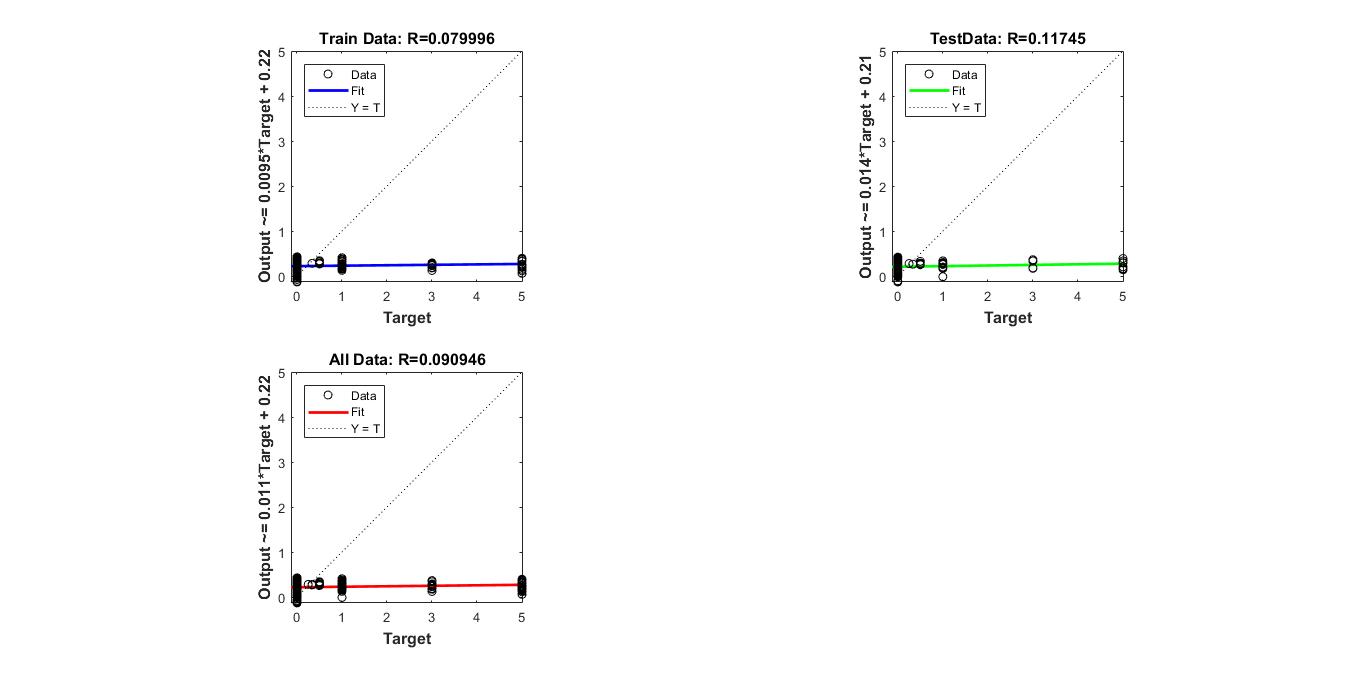 Train Data: R=0.079996
Output ~= 0.0095*Target + 0.22
5
4
3
2
1
0
Data
Fit
Y = T
0 1 2 3 4 5
Target
TestData: R=0.11745
Output ~= 0.014*Target + 0.21
5
4
3
2
1
0
Data
Fit
Y = T
0 1 2 3 4 5
Target
All Data: R=0.090946
Output ~= 0.011*Target + 0.22
5
4
3
2
1
0
Data
Fit
Y = T
0 1 2 3 4 5
Target